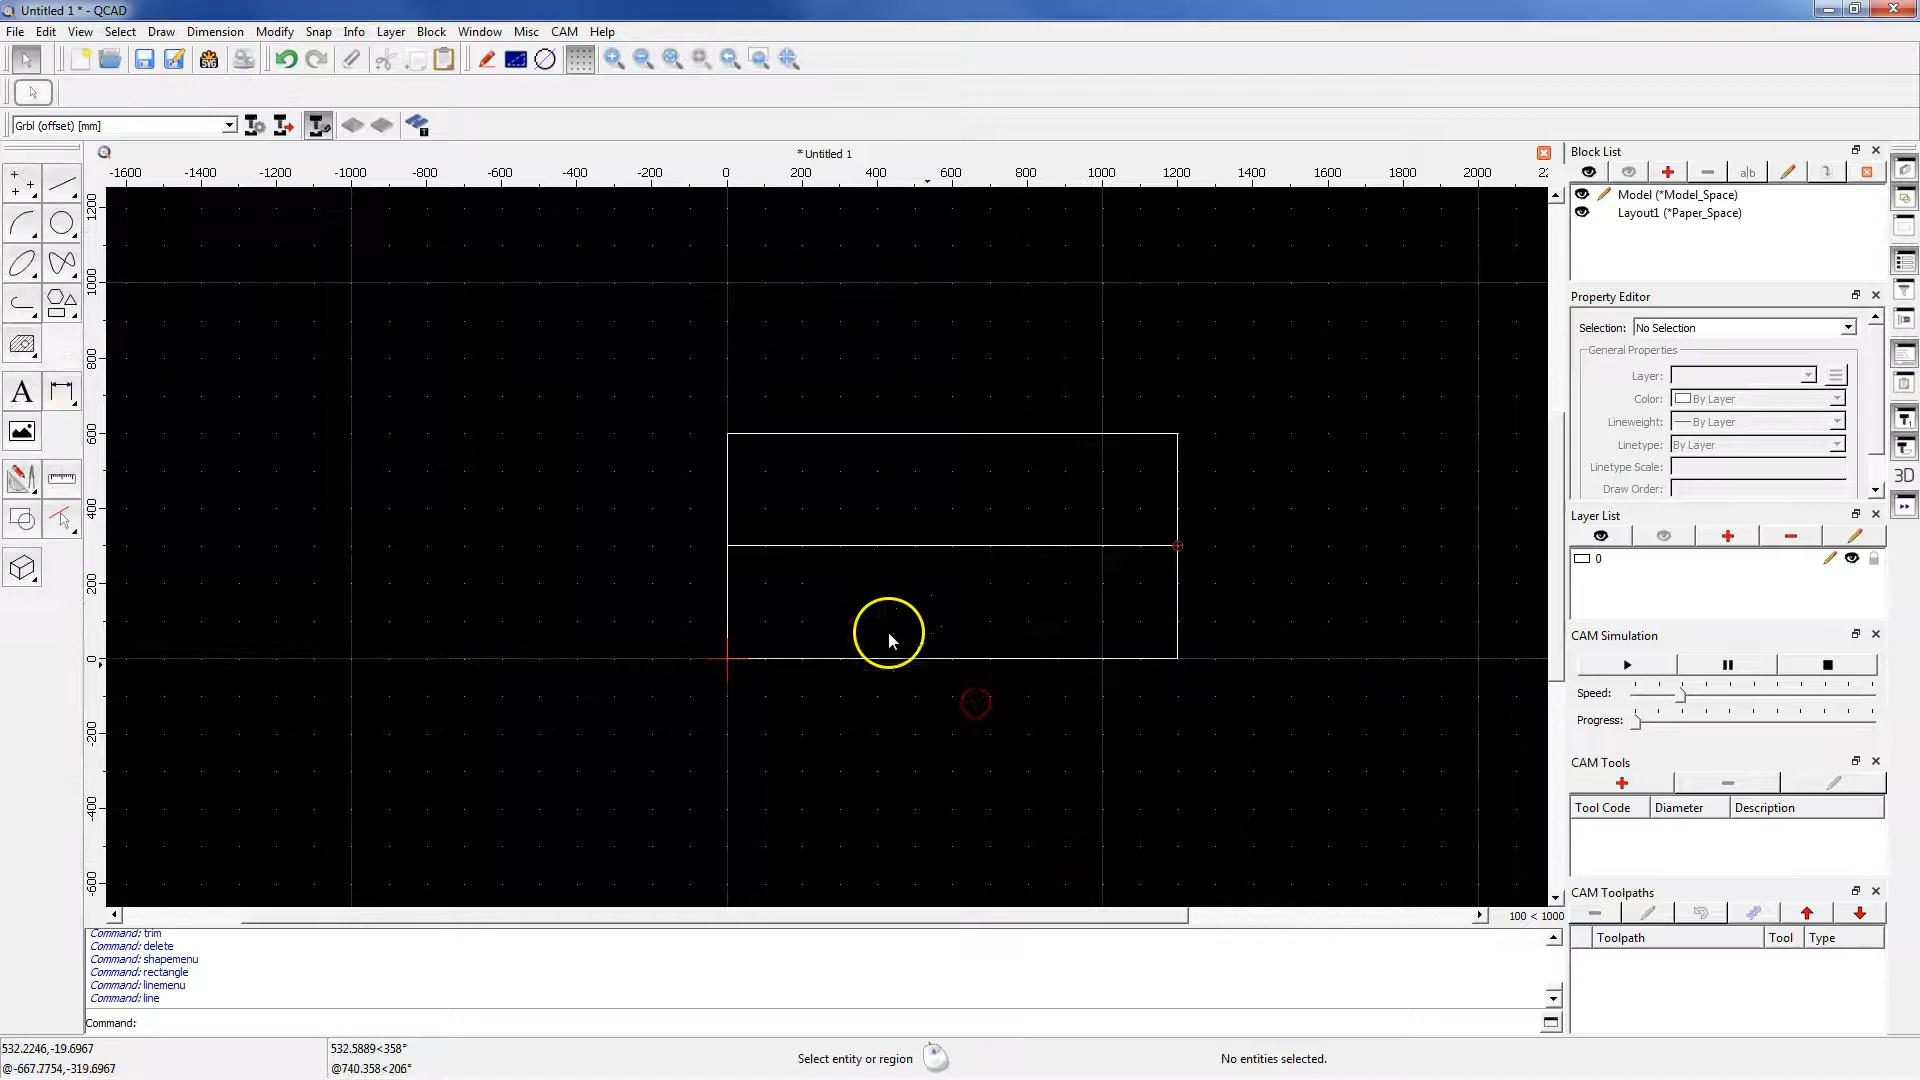 Untitled 1 * - QCAD
File Edit View Select Draw Dimension Modify Snap Info Layer Block Window Misc CAM Help
SVG
Grbl (offset) [mm]
* Untitled 1
-1600 -1400 -1200 -1000 -800 -600 -400 -200 0 200 400 600 800 1000 1200 1400 1600 1800 2000
1200
1000
800
600
400
200
0
-200
-400
-600
A
100 < 1000
Command: trim
Command: delete
Command: shapemenu
Command: rectangle
Command: linemenu
Command: line
Command:
532.2246,-19.6967
@-667.7754,-319.6967
532.5889<358°
@740.358<206°
Select entity or region
No entities selected.
Block List
a|b
Model (*Model_Space)
Layout1 (*Paper_Space)
Property Editor
Selection: No Selection
General Properties
Layer:
Color: By Layer
Lineweight: By Layer
Linetype: By Layer
Linetype Scale:
Draw Order:
Layer List
0
CAM Simulation
Speed:
Progress:
CAM Tools
Tool Code Diameter Description
CAM Toolpaths
Toolpath Tool Type
3D